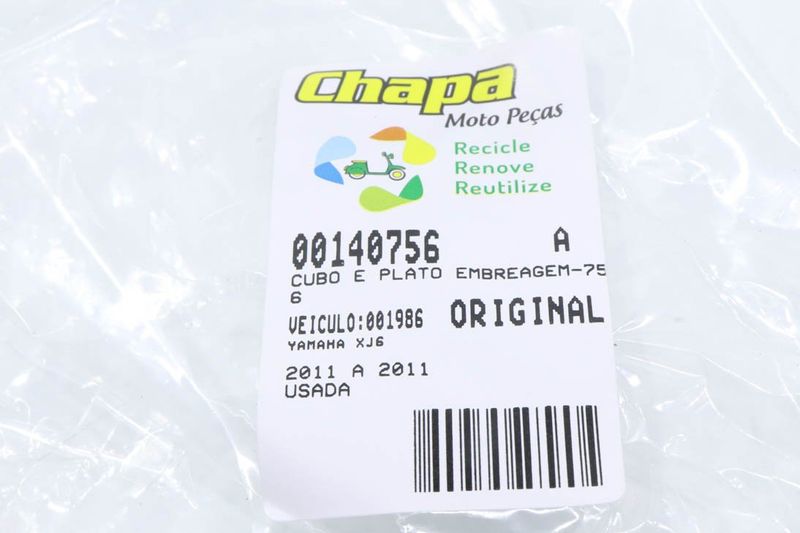 Chapa
Moto Peças
Recicle
Renove
Reutilize
00140756 A
CUBO E PLATO EMBREAGEM-75
6
VEICULO:001986 ORIGINAL
YAMAHA XJ6
2011 A 2011
USADA